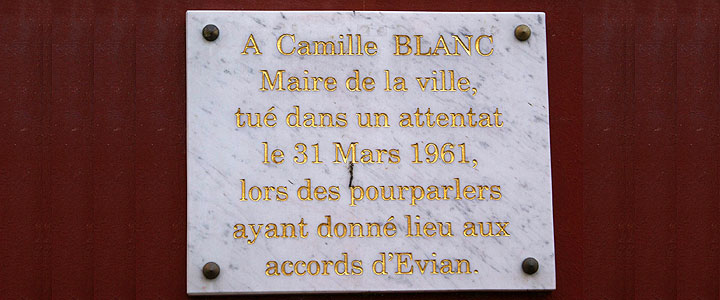 A Camille BLANC
Maire de la ville,
tué dans un attentat
le 31 Mars 1961,
lors des pourparlers
ayant donné lieu aux
accords d'Evian.